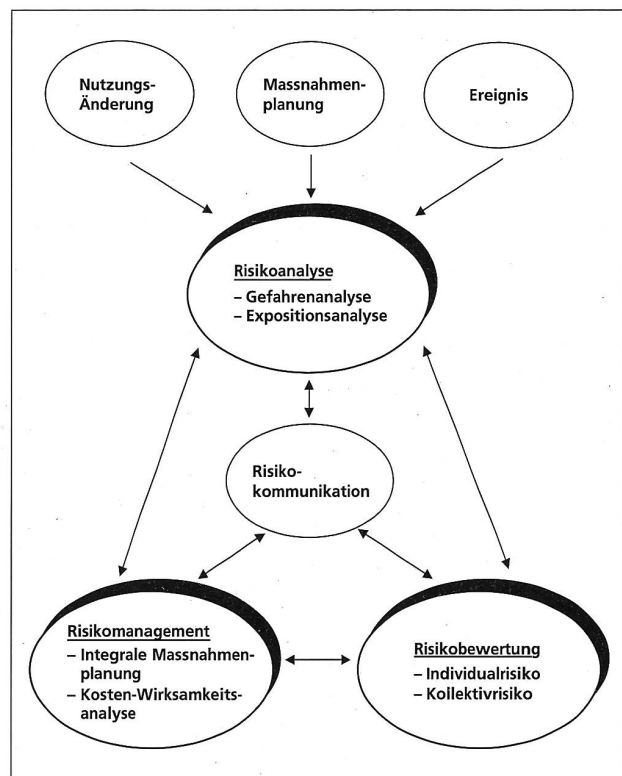 Nutzungs-
Änderung
Massnahmen-
planung
Ereignis
Risikoanalyse
– Gefahrenanalyse
– Expositionsanalyse
Risiko-
kommunikation
Risikomanagement
– Integrale Massnahmen-
planung
– Kosten-Wirksamkeits-
analyse
Risikobewertung
– Individualrisiko
– Kollektivrisiko